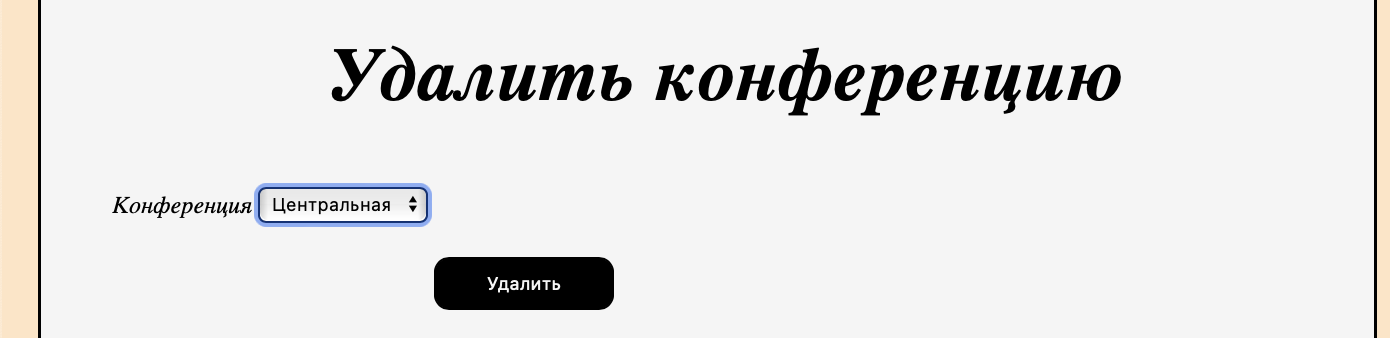 Удалить конференцию
Конференция Центральная
Удалить